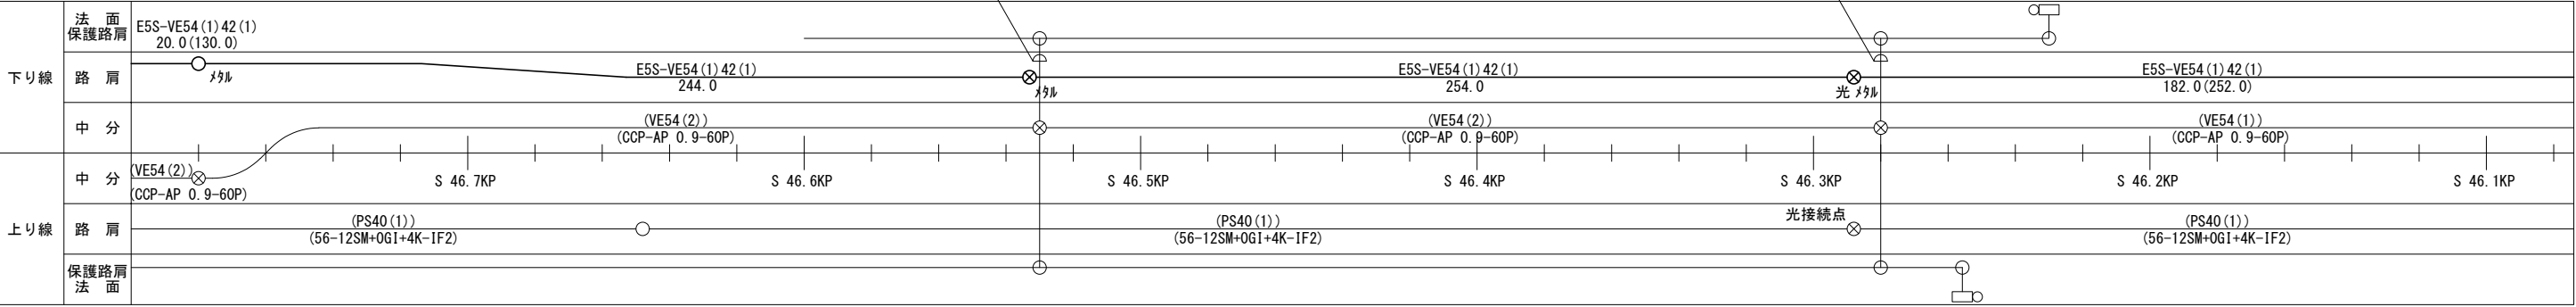 法　面
保護路肩
E5S-VE54(1)42(1)
20.0(130.0)
下り線
路　肩
ﾒﾀﾙ
E5S-VE54(1)42(1)
244.0
ﾒﾀﾙ
E5S-VE54(1)42(1)
254.0
光 ﾒﾀﾙ
E5S-VE54(1)42(1)
182.0(252.0)
中　分
(VE54(2))
(CCP-AP 0.9-60P)
(VE54(2))
(CCP-AP 0.9-60P)
(VE54(1))
(CCP-AP 0.9-60P)
中　分
(VE54(2))
(CCP-AP 0.9-60P)
S 46.7KP
S 46.6KP
S 46.5KP
S 46.4KP
S 46.3KP
S 46.2KP
S 46.1KP
上り線
路　肩
(PS40(1))
(56-12SM+OGI+4K-IF2)
(PS40(1))
(56-12SM+OGI+4K-IF2)
光接続点
(PS40(1))
(56-12SM+OGI+4K-IF2)
保護路肩
法　面